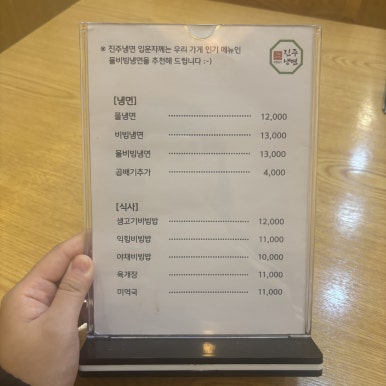 ※ 진주냉면 입문자께는 우리 가게 인기 메뉴인
물비빔냉면을 추천해 드립니다 :-)
진주
냉면
[냉면]
물냉면 12,000
비빔냉면 13,000
물비빔냉면 13,000
곱배기추가 4,000
[식사]
생고기비빔밥 12,000
익힘비빔밥 11,000
야채비빔밥 10,000
육개장 11,000
미역국 11,000